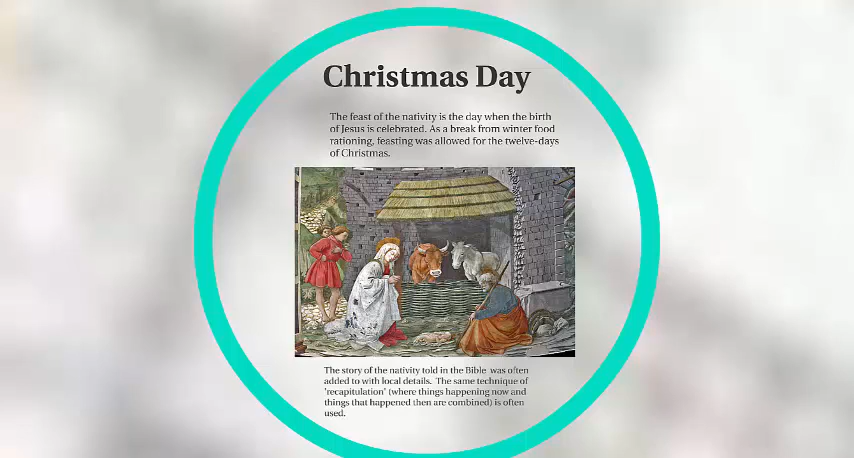 Christmas Day
The feast of the nativity is the day when the birth
of Jesus is celebrated. As a break from winter food
rationing, feasting was allowed for the twelve-days
of Christmas.
The story of the nativity told in the Bible was often
added to with local details. The same technique of
'recapitulation' (where things happening now and
things that happened then are combined) is often
used.